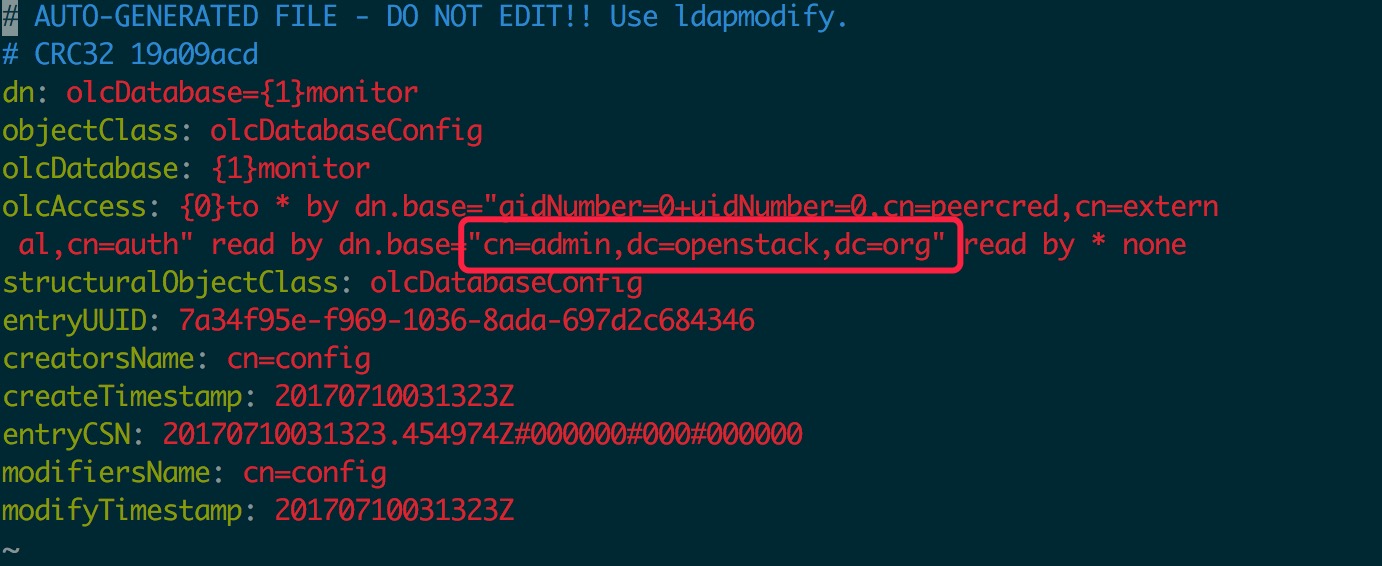 # AUTO-GENERATED FILE - DO NOT EDIT!! Use ldapmodify.
# CRC32 19a09acd
dn: olcDatabase={1}monitor
objectClass: olcDatabaseConfig
olcDatabase: {1}monitor
olcAccess: {0}to * by dn.base="gidNumber=0+uidNumber=0,cn=peercred,cn=extern
 al,cn=auth" read by dn.base="cn=admin,dc=openstack,dc=org" read by * none
structuralObjectClass: olcDatabaseConfig
entryUUID: 7a34f95e-f969-1036-8ada-697d2c684346
creatorsName: cn=config
createTimestamp: 20170710031323Z
entryCSN: 20170710031323.454974Z#000000#000#000000
modifiersName: cn=config
modifyTimestamp: 20170710031323Z
~